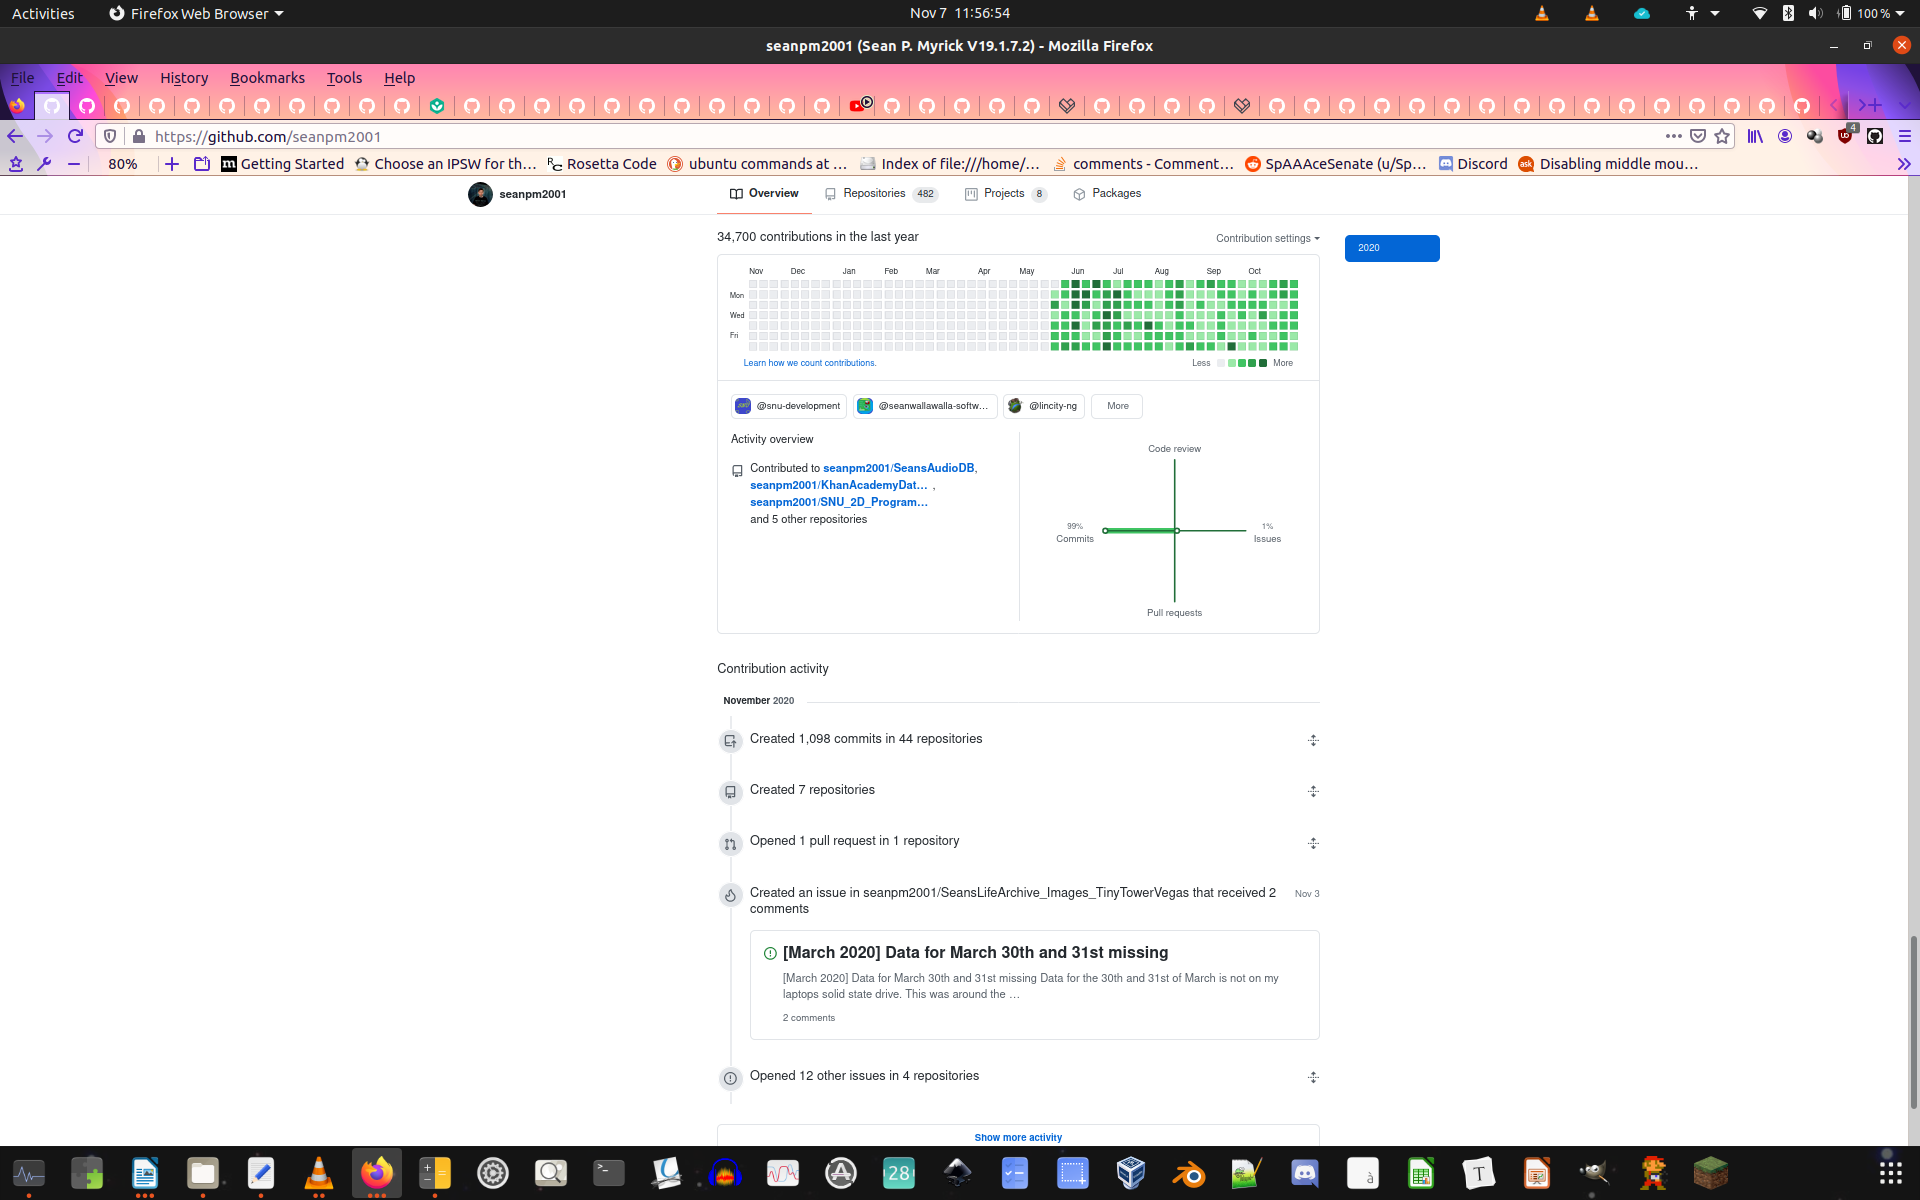 Activities
Firefox Web Browser
Nov 7 11:56:54
100 %
seanpm2001 (Sean P. Myrick V19.1.7.2) - Mozilla Firefox
File Edit View History Bookmarks Tools Help
https://github.com/seanpm2001
4
80%
Getting Started
Choose an IPSW for th…
Rosetta Code
ubuntu commands at …
Index of file:///home/…
comments - Comment…
SpAAAceSenate (u/Sp…
Discord
Disabling middle mou…
seanpm2001
Overview
Repositories 482
Projects 8
Packages
34,700 contributions in the last year
Contribution settings
2020
Nov Dec Jan Feb Mar Apr May Jun Jul Aug Sep Oct
Mon
Wed
Fri
Learn how we count contributions.
Less More
@snu-development
@seanwallawalla-softw…
@lincity-ng
More
Activity overview
Contributed to seanpm2001/SeansAudioDB,
seanpm2001/KhanAcademyDat… ,
seanpm2001/SNU_2D_Program…
and 5 other repositories
Code review
99%
Commits
1%
Issues
Pull requests
Contribution activity
November 2020
Created 1,098 commits in 44 repositories
Created 7 repositories
Opened 1 pull request in 1 repository
Created an issue in seanpm2001/SeansLifeArchive_Images_TinyTowerVegas that received 2
comments
Nov 3
[March 2020] Data for March 30th and 31st missing
[March 2020] Data for March 30th and 31st missing Data for the 30th and 31st of March is not on my
laptops solid state drive. This was around the …
2 comments
Opened 12 other issues in 4 repositories
Show more activity
28